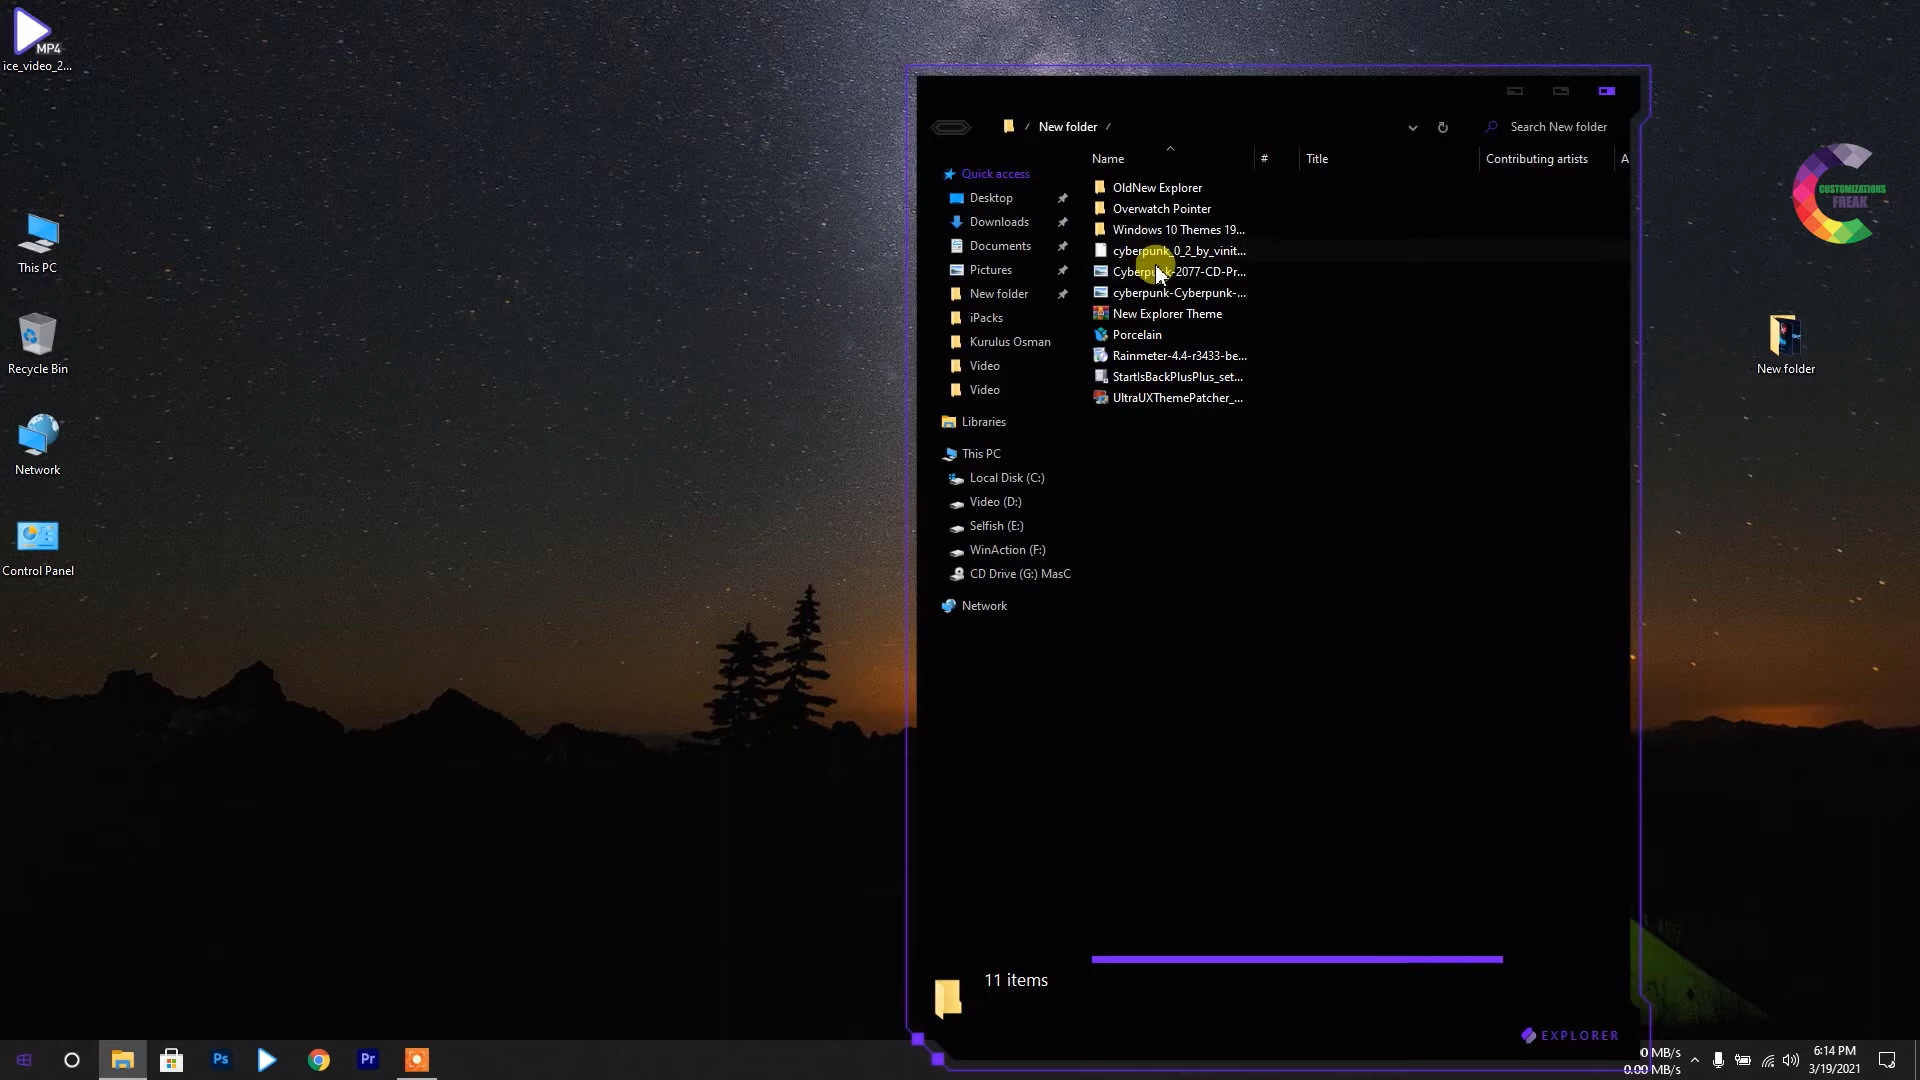 MP4
ice_video_2...
This PC
Recycle Bin
Network
Control Panel
/ New folder /
Search New folder
Name
#
Title
Contributing artists
A
Quick access
Desktop
Downloads
Documents
Pictures
New folder
iPacks
Kurulus Osman
Video
Video
Libraries
This PC
Local Disk (C:)
Video (D:)
Selfish (E:)
WinAction (F:)
CD Drive (G:) MasC
Network
OldNew Explorer
Overwatch Pointer
Windows 10 Themes 19...
cyberpunk_0_2_by_vinit...
Cyberpunk-2077-CD-Pr...
cyberpunk-Cyberpunk-...
New Explorer Theme
Porcelain
Rainmeter-4.4-r3433-be...
StartIsBackPlusPlus_set...
UltraUXThemePatcher_...
11 items
EXPLORER
CUSTOMIZATIONS
FREAK
New folder
Ps
Pr
0 MB/s
0.00 MB/s
6:14 PM
3/19/2021